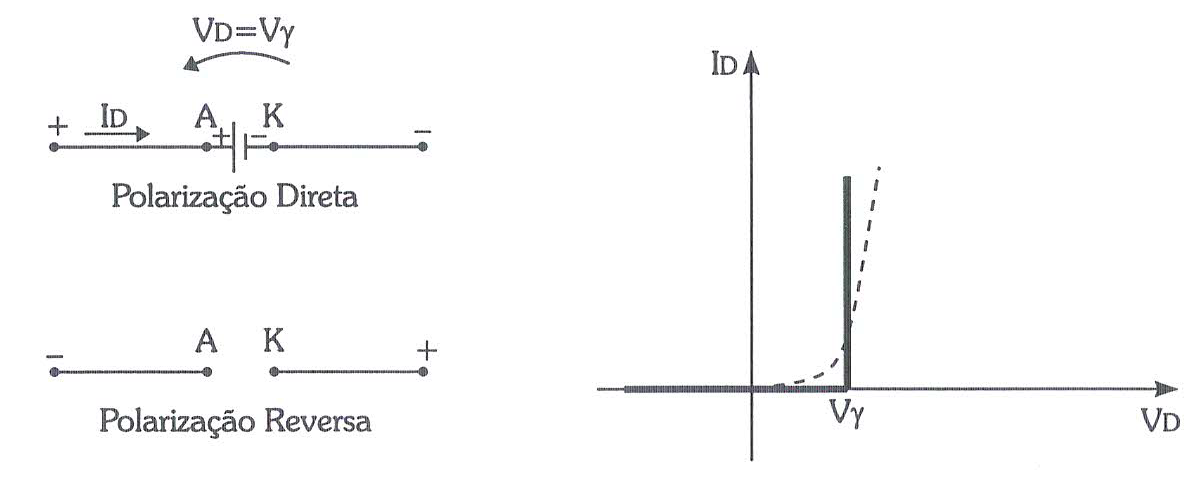 VD=Vγ
+ ID A K −
+ −
Polarização Direta
− A K +
Polarização Reversa
ID
Vγ
VD